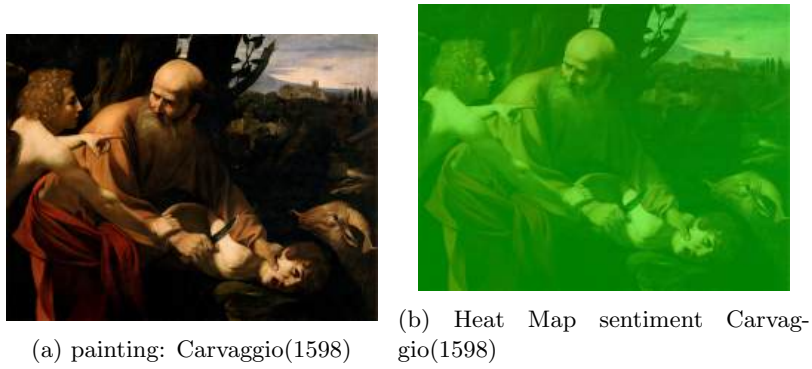 (a) painting: Carvaggio(1598)
(b) Heat Map sentiment Carvag-
gio(1598)